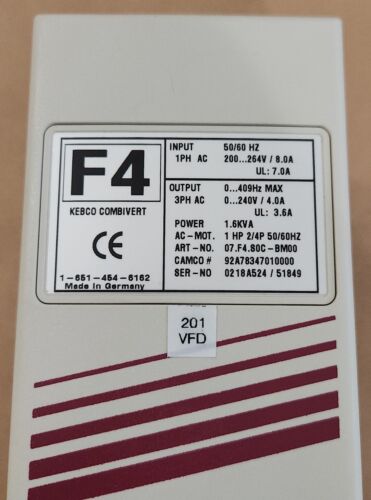 F4
KEBCO COMBIVERT
CE
1-651-454-6162
Made in Germany
INPUT 50/60 HZ
1PH AC 200...264V / 8.0A
UL: 7.0A
OUTPUT 0...409Hz MAX
3PH AC 0...240V / 4.0A
UL: 3.6A
POWER 1.6KVA
AC-MOT. 1 HP 2/4P 50/60HZ
ART-NO. 07.F4.S0C-BM00
CAMCO # 92A78347010000
SER-NO 0218A524 / 51849
201
VFD